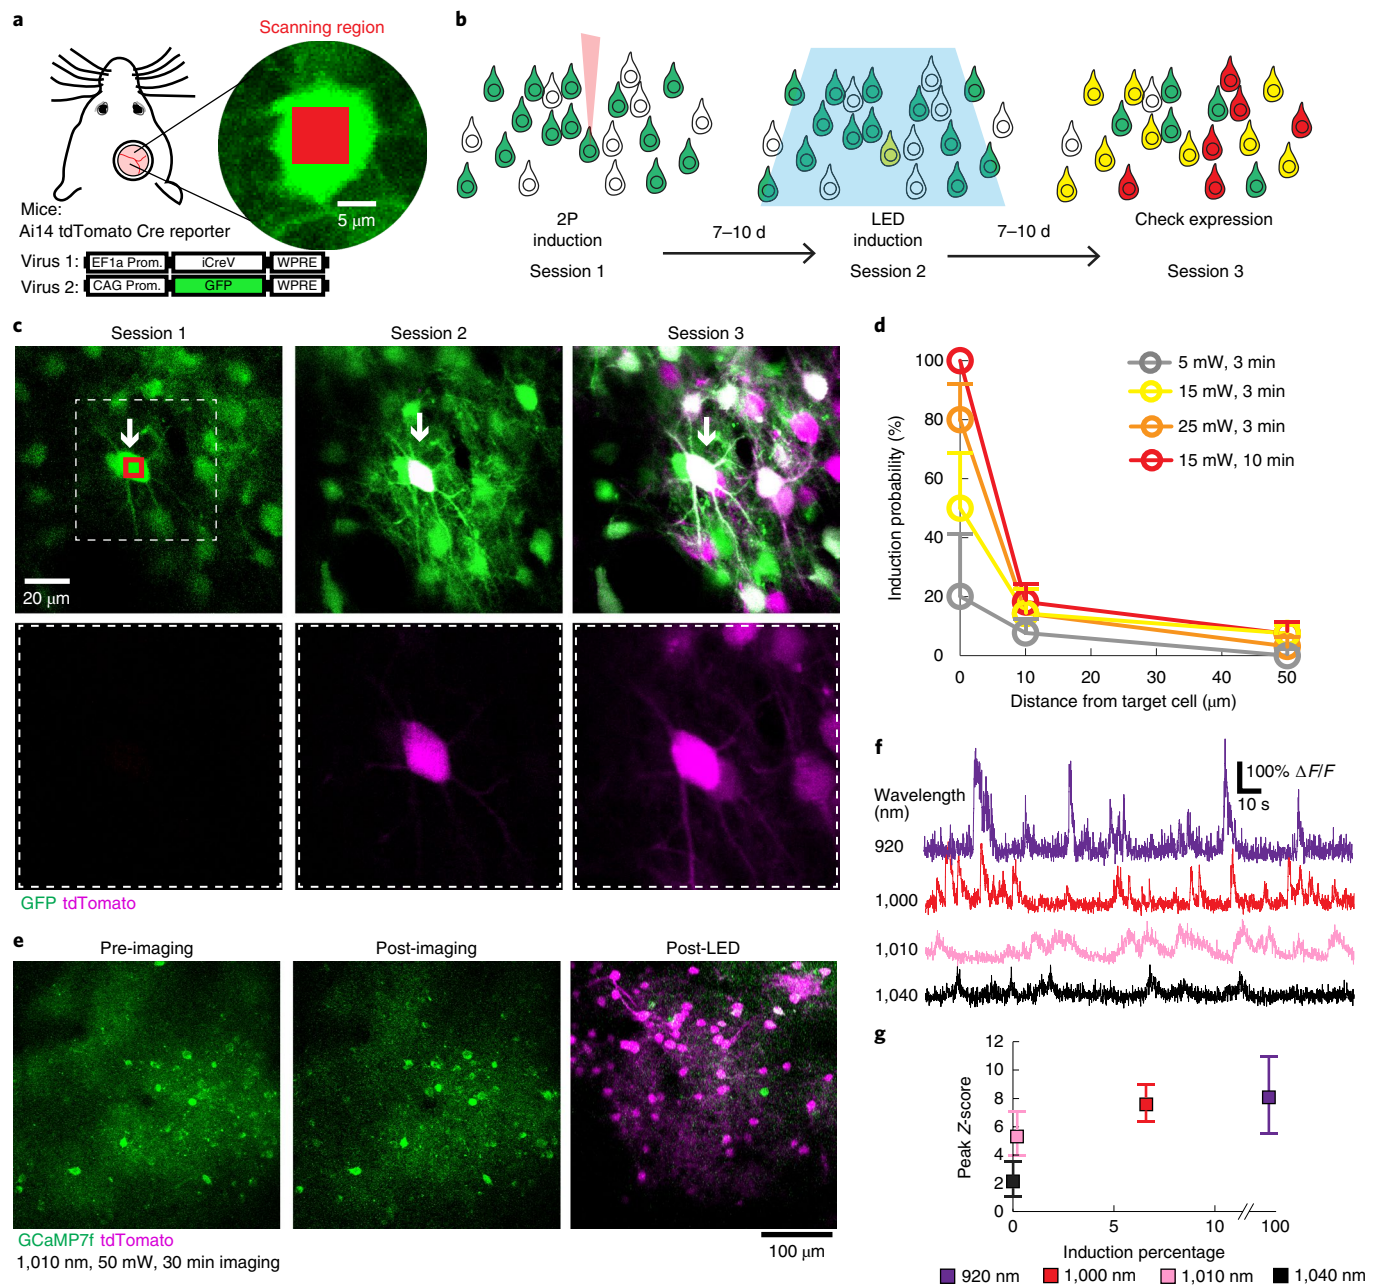 a
Scanning region
5 μm
Mice:
Ai14 tdTomato Cre reporter
Virus 1: EF1a Prom. iCreV WPRE
Virus 2: CAG Prom. GFP WPRE
b
2P induction
Session 1
7–10 d
LED induction
Session 2
7–10 d
Check expression
Session 3
c
Session 1
Session 2
Session 3
20 μm
GFP tdTomato
d
Induction probability (%)
100
80
60
40
20
0
0 10 20 30 40 50
Distance from target cell (μm)
5 mW, 3 min
15 mW, 3 min
25 mW, 3 min
15 mW, 10 min
e
Pre-imaging
Post-imaging
Post-LED
GCaMP7f tdTomato
1,010 nm, 50 mW, 30 min imaging
100 μm
f
Wavelength
(nm)
100% ΔF/F
10 s
920
1,000
1,010
1,040
g
Peak Z-score
12
10
8
6
4
2
0
0 5 10 100
Induction percentage
920 nm 1,000 nm 1,010 nm 1,040 nm